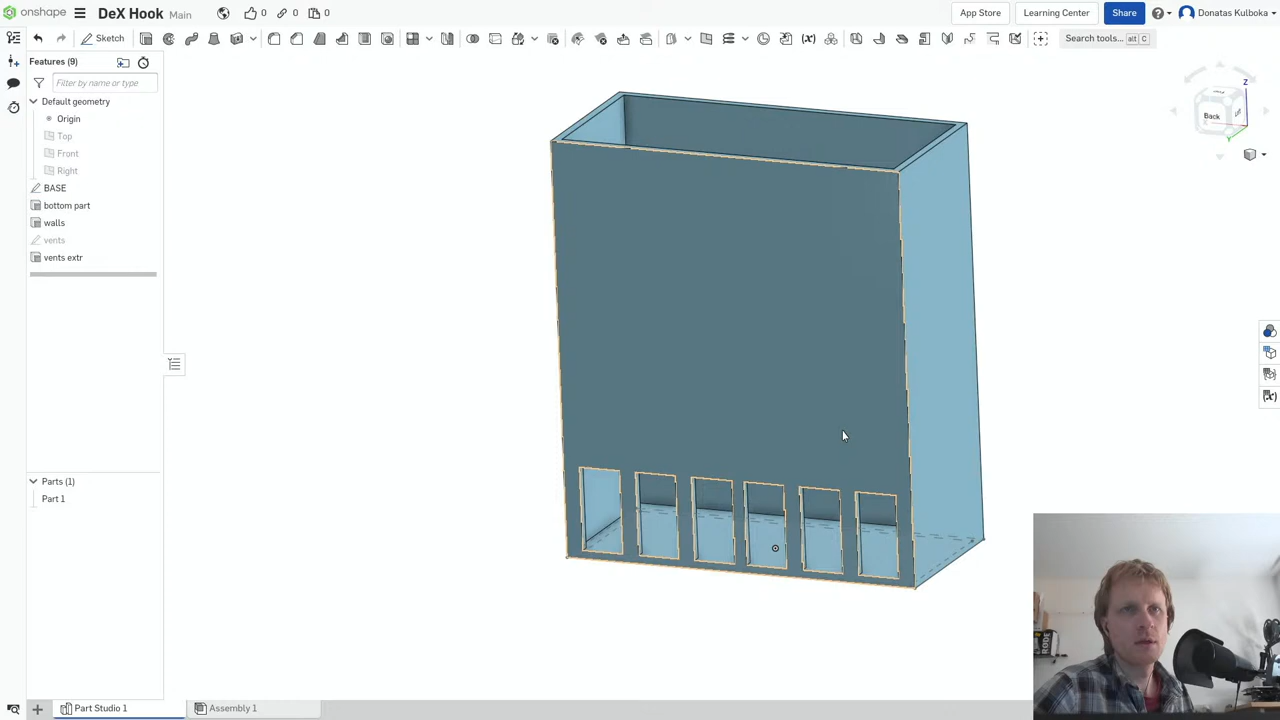 onshape
DeX Hook Main
0
0
0
App Store
Learning Center
Share
Donatas Kulboka
Sketch
(x)
Search tools... alt C
Features (9)
Filter by name or type
Default geometry
Origin
Top
Front
Right
BASE
bottom part
walls
vents
vents extr
Parts (1)
Part 1
Z
Back
(x)
RØDE
Part Studio 1
Assembly 1